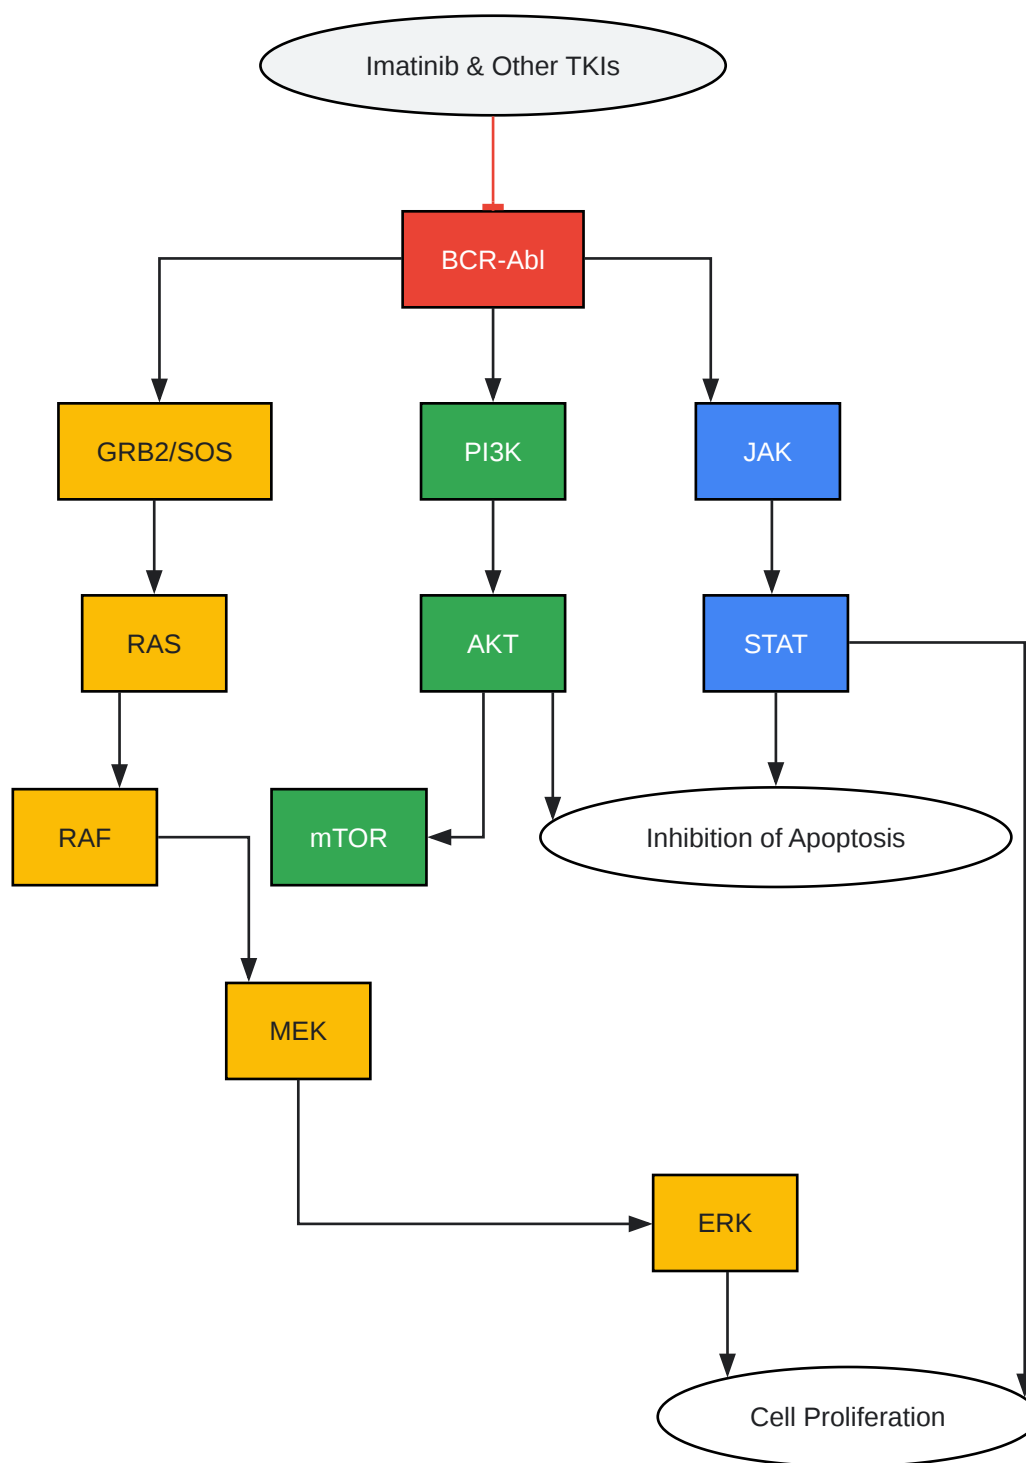 Imatinib & Other TKIs
BCR-Abl
GRB2/SOS
PI3K
JAK
RAS
AKT
STAT
RAF
mTOR
Inhibition of Apoptosis
MEK
ERK
Cell Proliferation